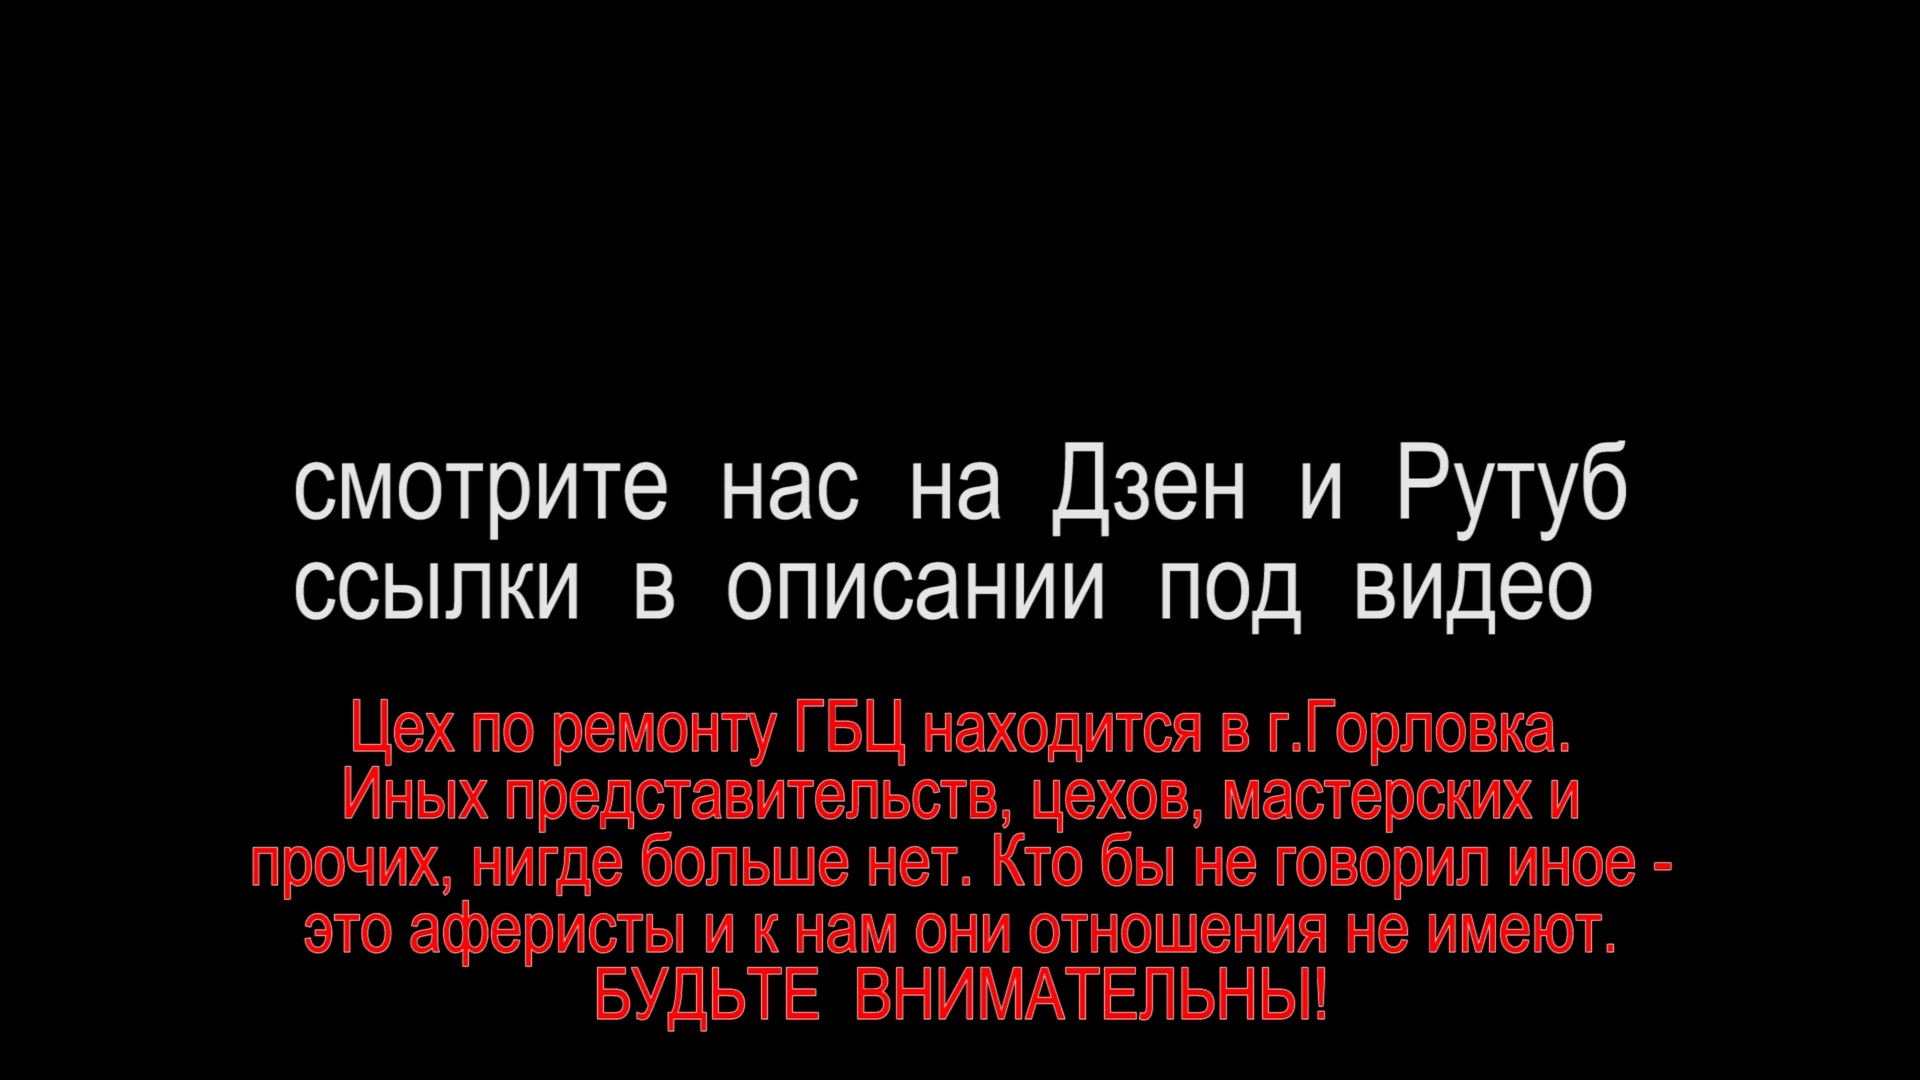 смотрите нас на Дзен и Рутуб
ссылки в описании под видео
Цех по ремонту ГБЦ находится в г.Горловка.
Иных представительств, цехов, мастерских и
прочих, нигде больше нет. Кто бы не говорил иное -
это аферисты и к нам они отношения не имеют.
БУДЬТЕ ВНИМАТЕЛЬНЫ!